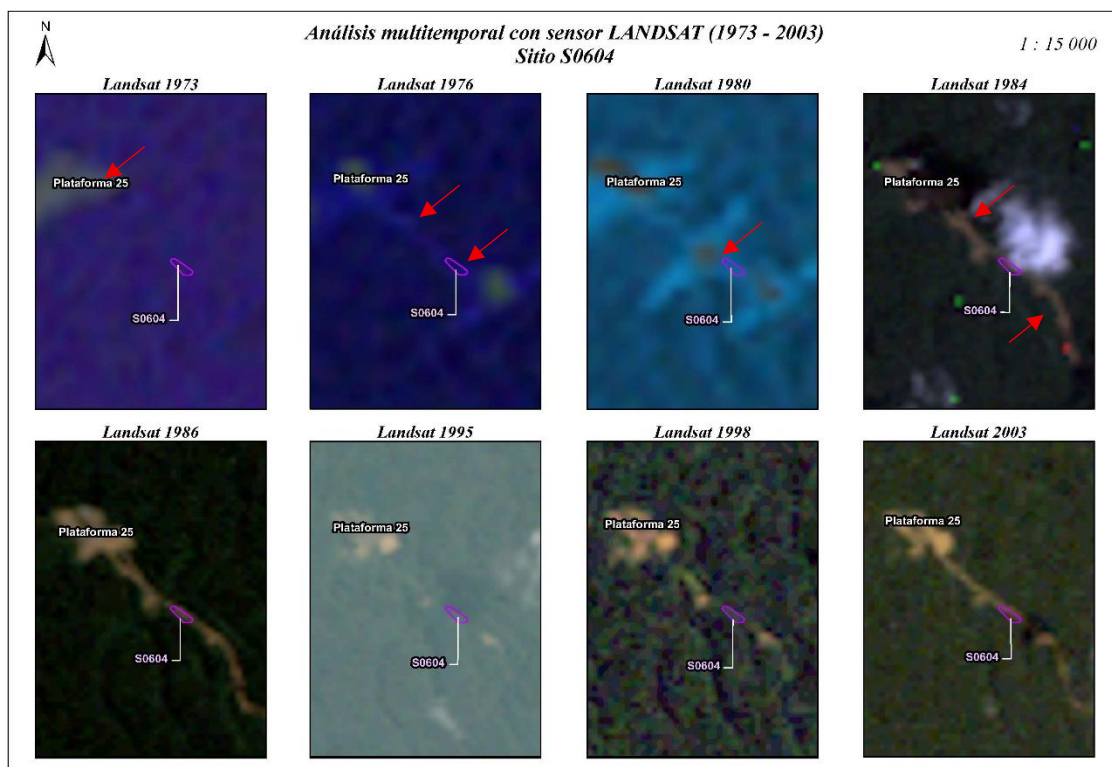 N
Análisis multitemporal con sensor LANDSAT (1973 - 2003)
Sitio S0604
1 : 15 000
Landsat 1973
Landsat 1976
Landsat 1980
Landsat 1984
Plataforma 25
S0604
Plataforma 25
S0604
Plataforma 25
S0604
Plataforma 25
S0604
Landsat 1986
Landsat 1995
Landsat 1998
Landsat 2003
Plataforma 25
S0604
Plataforma 25
S0604
Plataforma 25
S0604
Plataforma 25
S0604